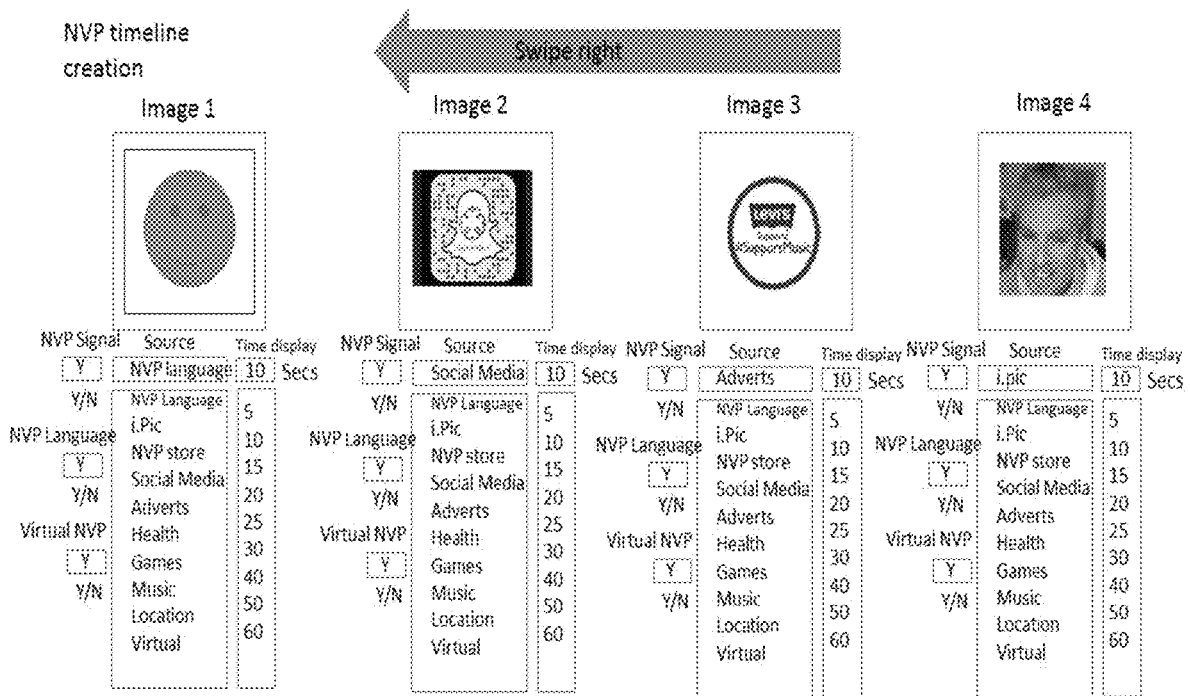 NVP timeline
creation
Swipe right
Image 1
Image 2
Image 3
Image 4
Levi's
#SupportMusic
NVP Signal
Y
Y/N
NVP Language
Y
Y/N
Virtual NVP
Y
Y/N
Source
NVP language
NVP Language
i.Pic
NVP store
Social Media
Adverts
Health
Games
Music
Location
Virtual
Time display
10 Secs
5
10
15
20
25
30
40
50
60
NVP Signal
Y
Y/N
NVP Language
Y
Y/N
Virtual NVP
Y
Y/N
Source
Social Media
NVP Language
i.Pic
NVP store
Social Media
Adverts
Health
Games
Music
Location
Virtual
Time display
10 Secs
5
10
15
20
25
30
40
50
60
NVP Signal
Y
Y/N
NVP Language
Y
Y/N
Virtual NVP
Y
Y/N
Source
Adverts
NVP Language
i.Pic
NVP store
Social Media
Adverts
Health
Games
Music
Location
Virtual
Time display
10 Secs
5
10
15
20
25
30
40
50
60
NVP Signal
Y
Y/N
NVP Language
Y
Y/N
Virtual NVP
Y
Y/N
Source
i.pic
NVP Language
i.Pic
NVP store
Social Media
Adverts
Health
Games
Music
Location
Virtual
Time display
10 Secs
5
10
15
20
25
30
40
50
60